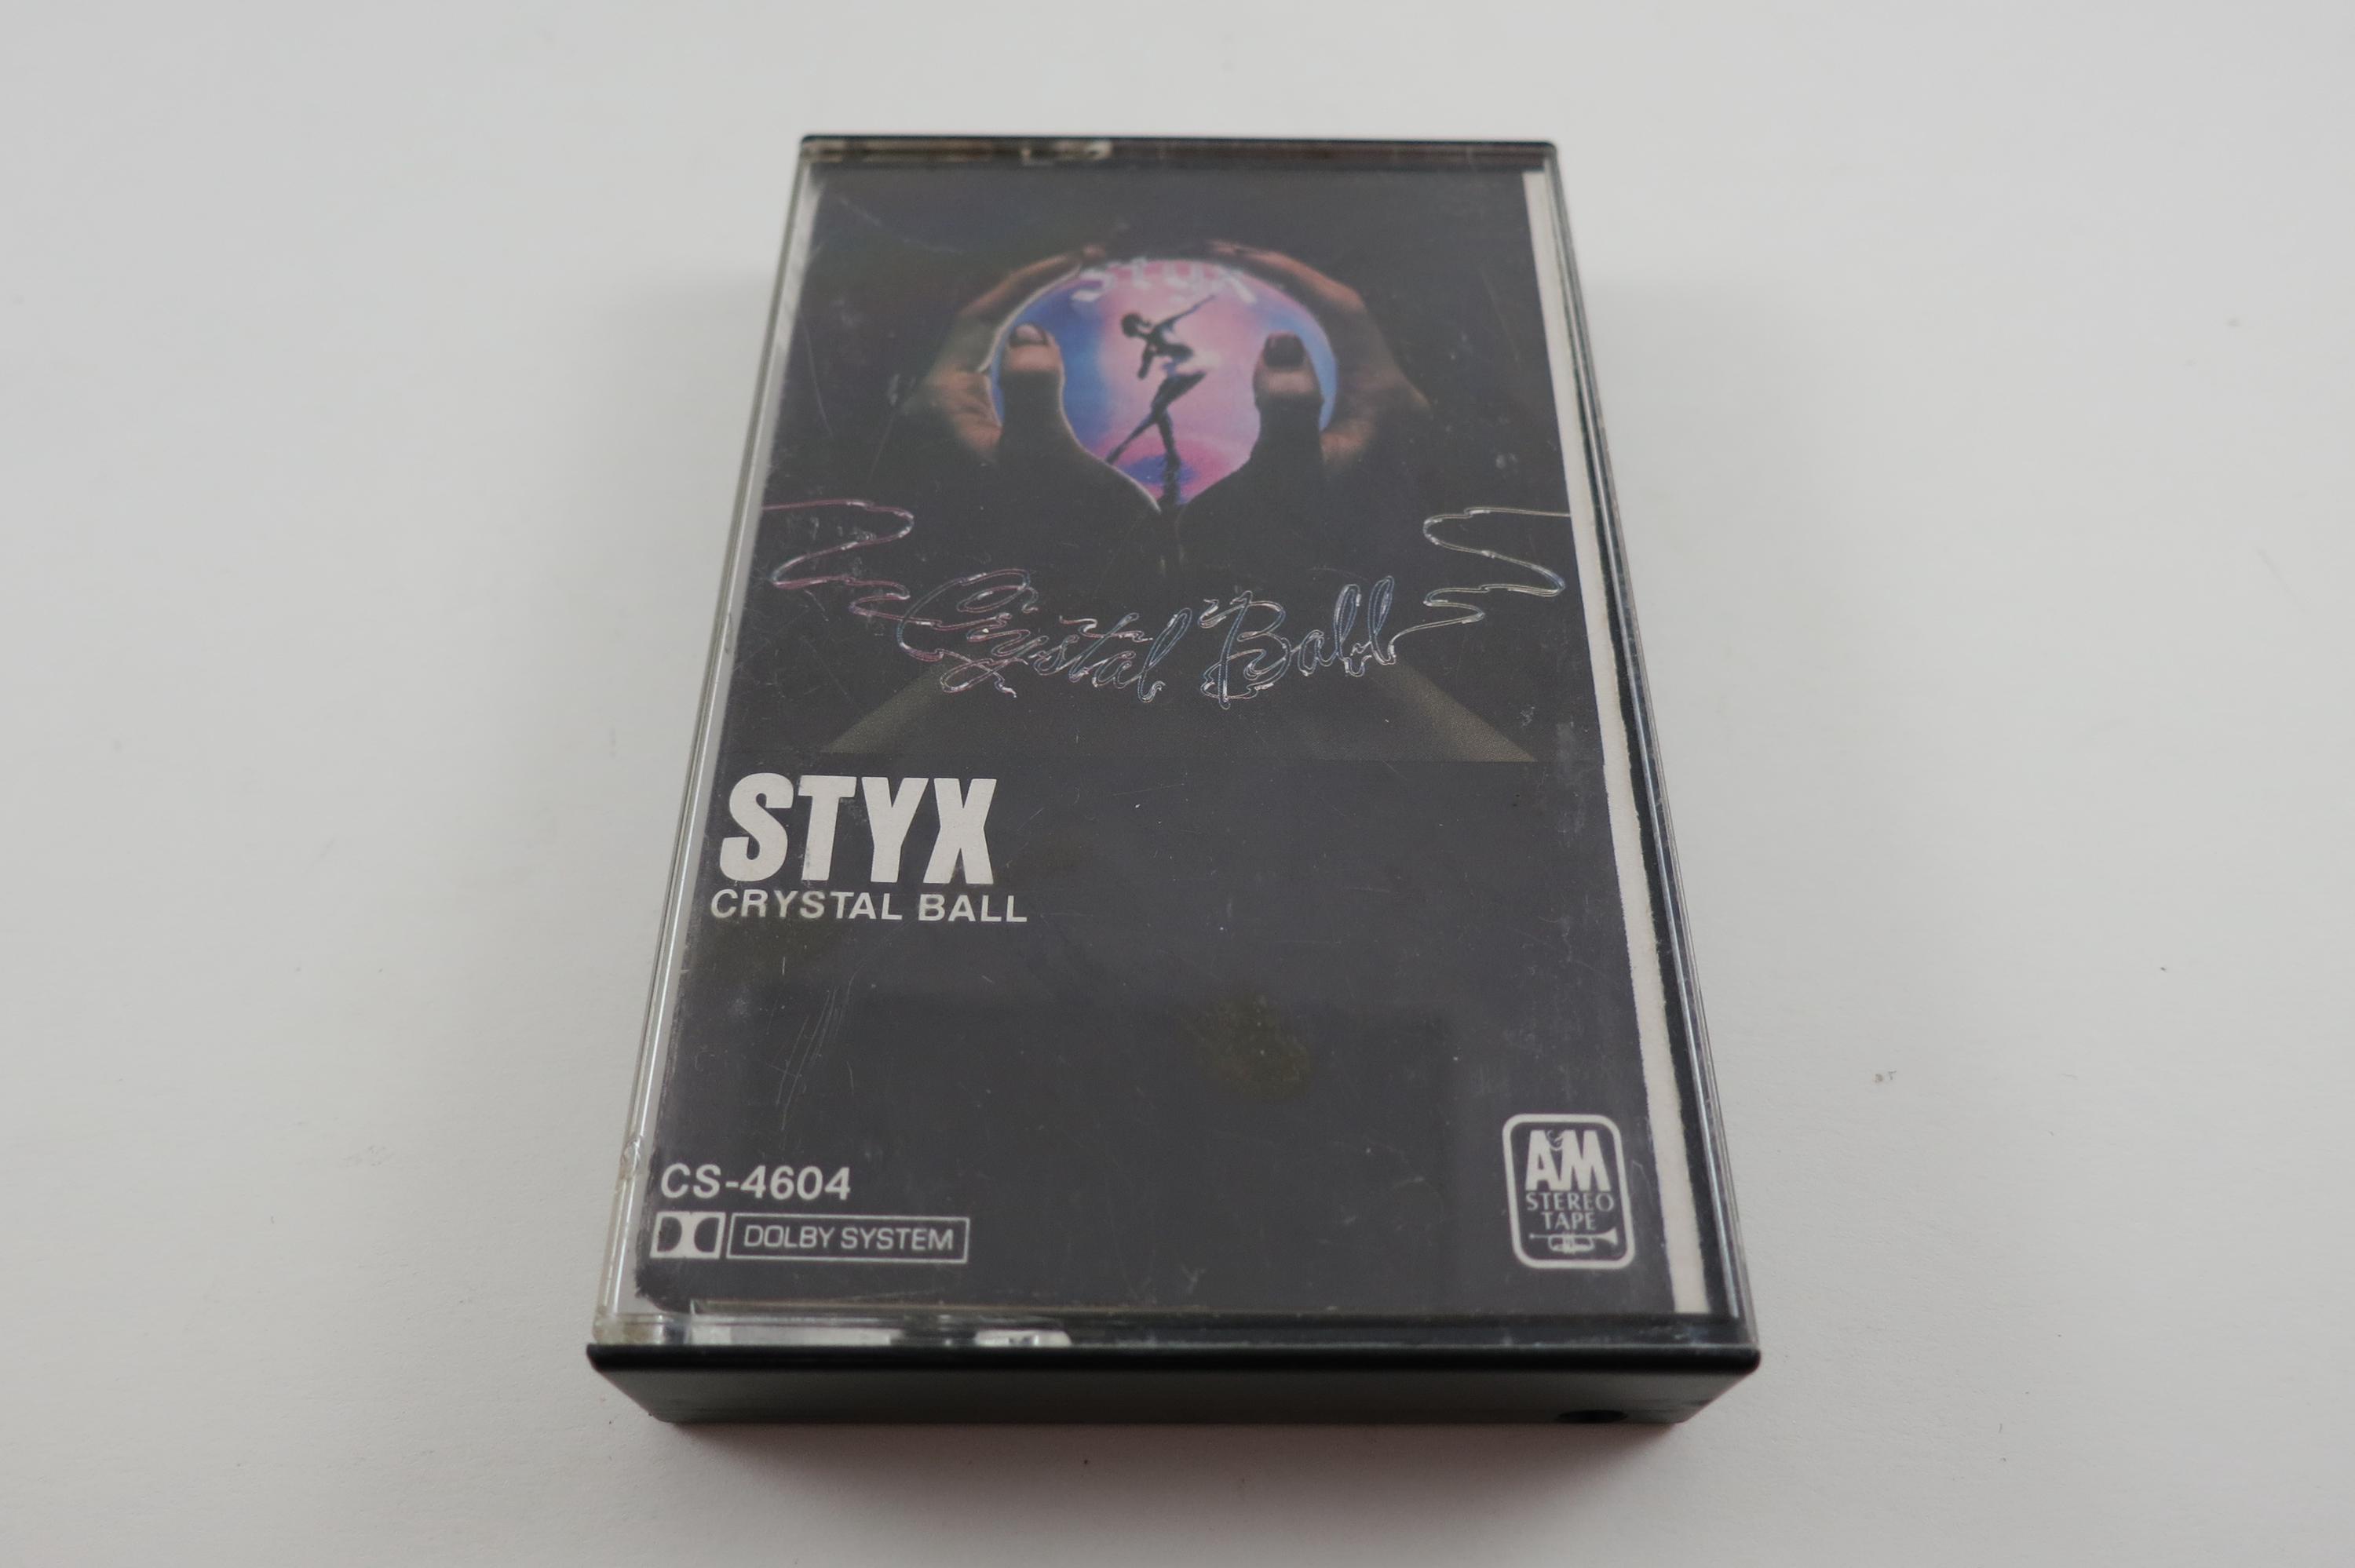 Styx
Crystal Ball
STYX
CRYSTAL BALL
CS-4604
DOLBY SYSTEM
A&M
STEREO
TAPE